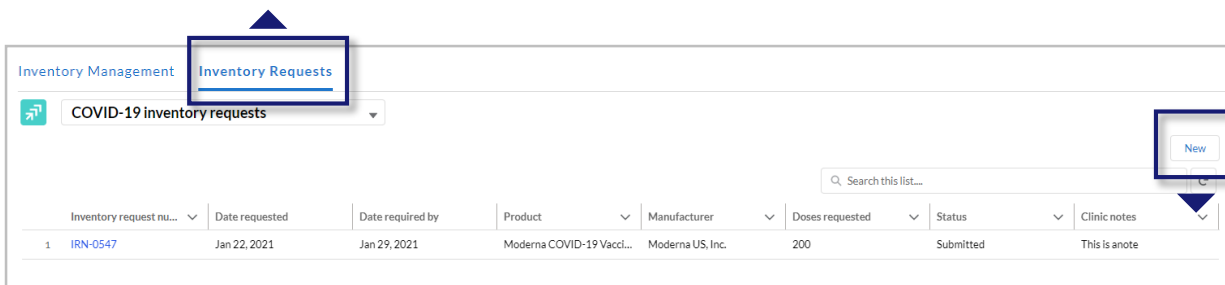 Inventory Management Inventory Requests
COVID-19 inventory requests
New
Search this list....
Inventory request nu... Date requested Date required by Product Manufacturer Doses requested Status Clinic notes
1 IRN-0547 Jan 22, 2021 Jan 29, 2021 Moderna COVID-19 Vacci... Moderna US, Inc. 200 Submitted This is anote